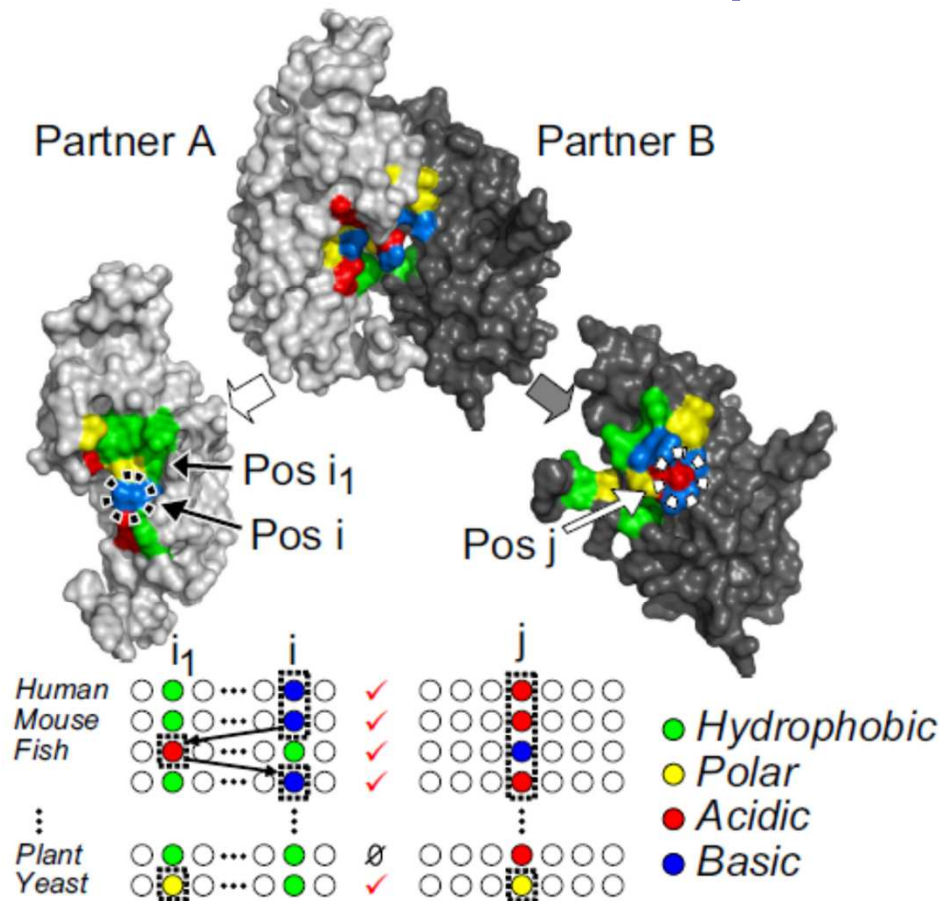 Partner A
Partner B
Pos i1
Pos i
Pos j
i1
i
j
Human
Mouse
Fish
Plant
Yeast
Hydrophobic
Polar
Acidic
Basic